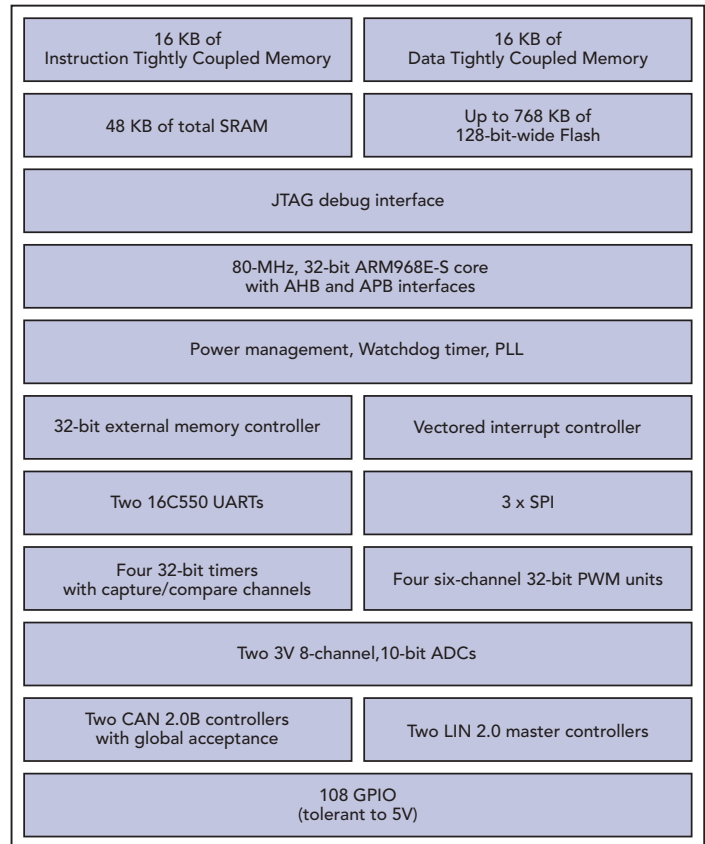 16 KB of
Instruction Tightly Coupled Memory
16 KB of
Data Tightly Coupled Memory
48 KB of total SRAM
Up to 768 KB of
128-bit-wide Flash
JTAG debug interface
80-MHz, 32-bit ARM968E-S core
with AHB and APB interfaces
Power management, Watchdog timer, PLL
32-bit external memory controller
Vectored interrupt controller
Two 16C550 UARTs
3 x SPI
Four 32-bit timers
with capture/compare channels
Four six-channel 32-bit PWM units
Two 3V 8-channel,10-bit ADCs
Two CAN 2.0B controllers
with global acceptance
Two LIN 2.0 master controllers
108 GPIO
(tolerant to 5V)